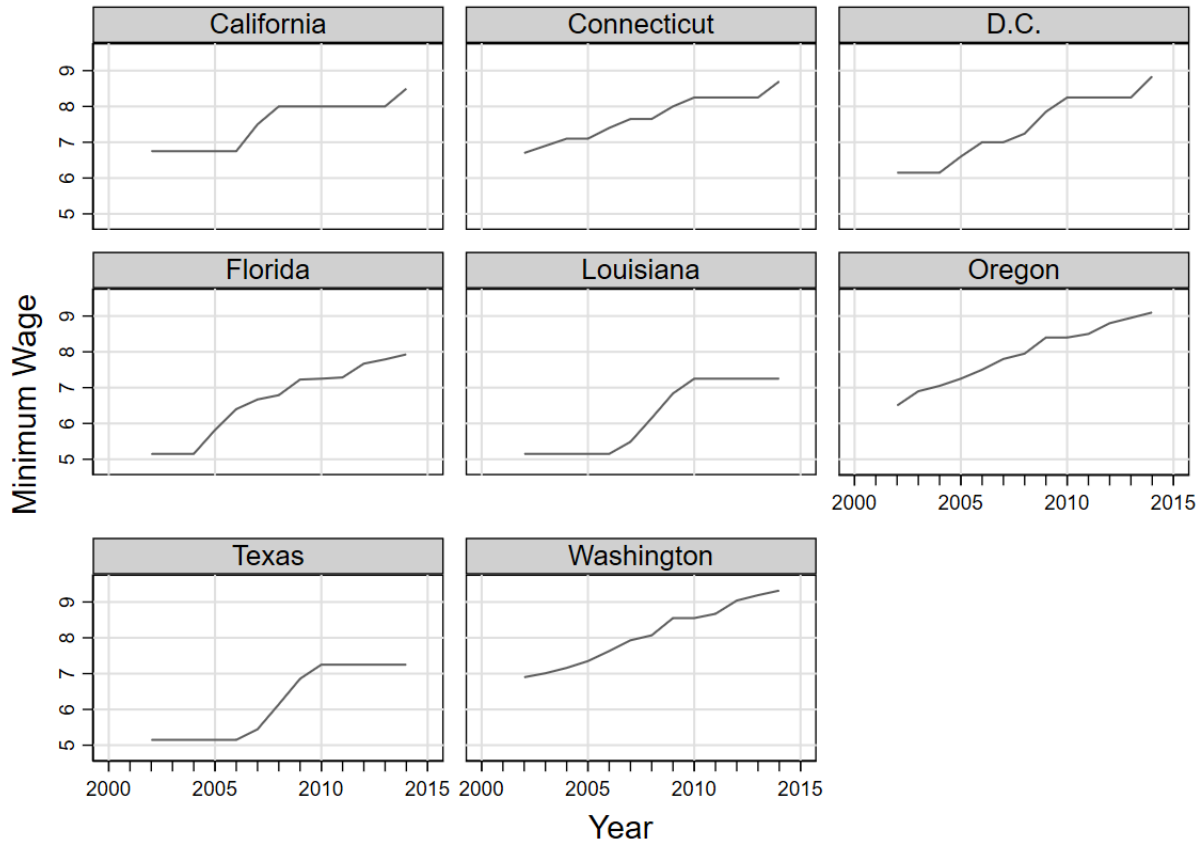 California Connecticut D.C.
9
8
7
6
5
Florida Louisiana Oregon
9
8
7
6
5
2000 2005 2010 2015
Texas Washington
9
8
7
6
5
2000 2005 2010 2015 2000 2005 2010 2015
Minimum Wage
Year